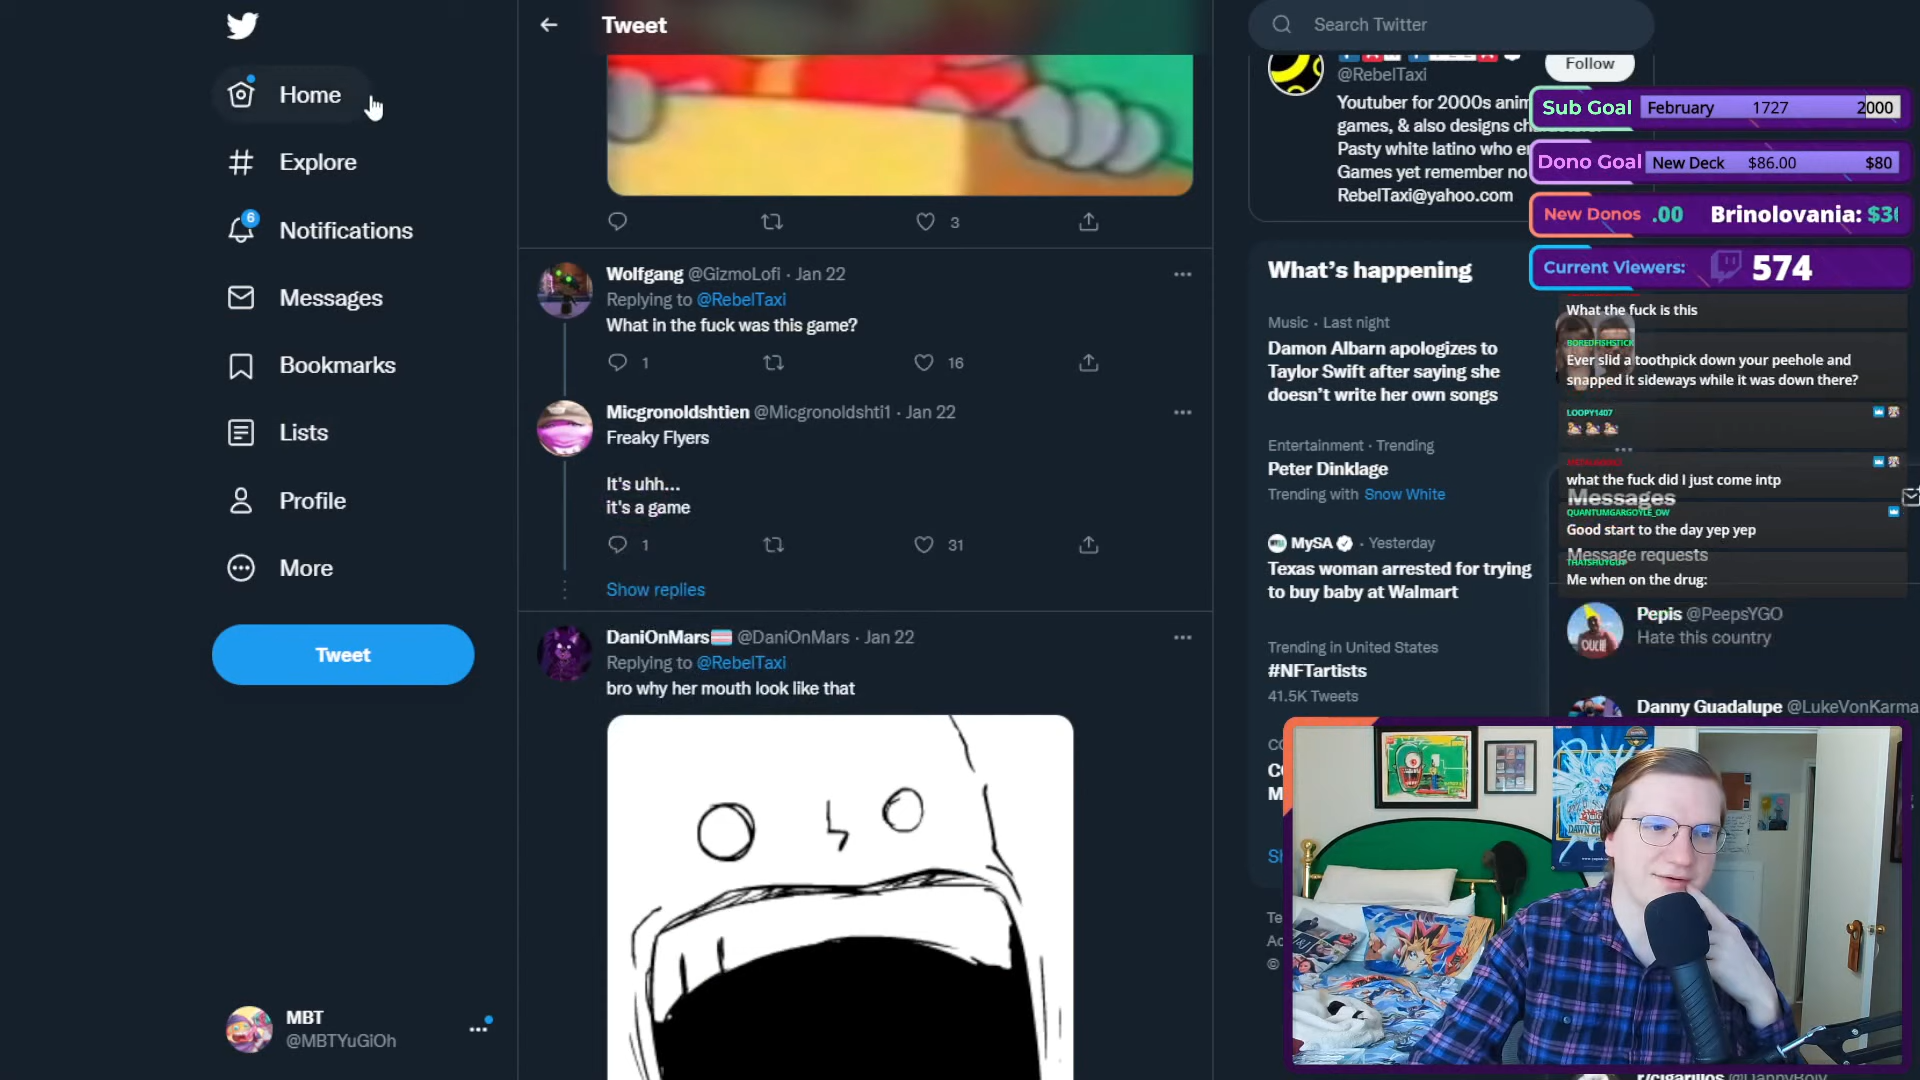 Home
Explore
6
Notifications
Messages
Bookmarks
Lists
Profile
More
Tweet
MBT
@MBTYuGiOh
Tweet
3
Wolfgang @GizmoLofi · Jan 22
Replying to @RebelTaxi
What in the fuck was this game?
1
16
Micgronoldshtien @Micgronoldshti1 · Jan 22
Freaky Flyers
It's uhh...
it's a game
1
31
Show replies
DaniOnMars @DaniOnMars · Jan 22
Replying to @RebelTaxi
bro why her mouth look like that
Search Twitter
@RebelTaxi
Follow
Youtuber for 2000s
games, & also designs
Pasty white latino who
Games yet remember no
RebelTaxi@yahoo.com
What's happening
Music · Last night
Damon Albarn apologizes to
Taylor Swift after saying she
doesn't write her own songs
Entertainment · Trending
Peter Dinklage
Trending with Snow White
MySA · Yesterday
Texas woman arrested for trying
to buy baby at Walmart
Trending in United States
#NFTartists
41.5K Tweets
Sub Goal February 1727 2000
Dono Goal New Deck $86.00 $80
New Donos .00 Brinolovania:
Current Viewers: 574
What the fuck is this
BOREDFISHSTICK
Ever slid a toothpick down your peehole and
snapped it sideways while it was down there?
LOOPY1407
what the fuck did I just come intp
Messages
QUANTUMGARGOYLE_OW
Good start to the day yep yep
Message requests
THATSHUYGUY
Me when on the drug:
Pepis @PeepsYGO
Hate this country
Danny Guadalupe @LukeVonKarma